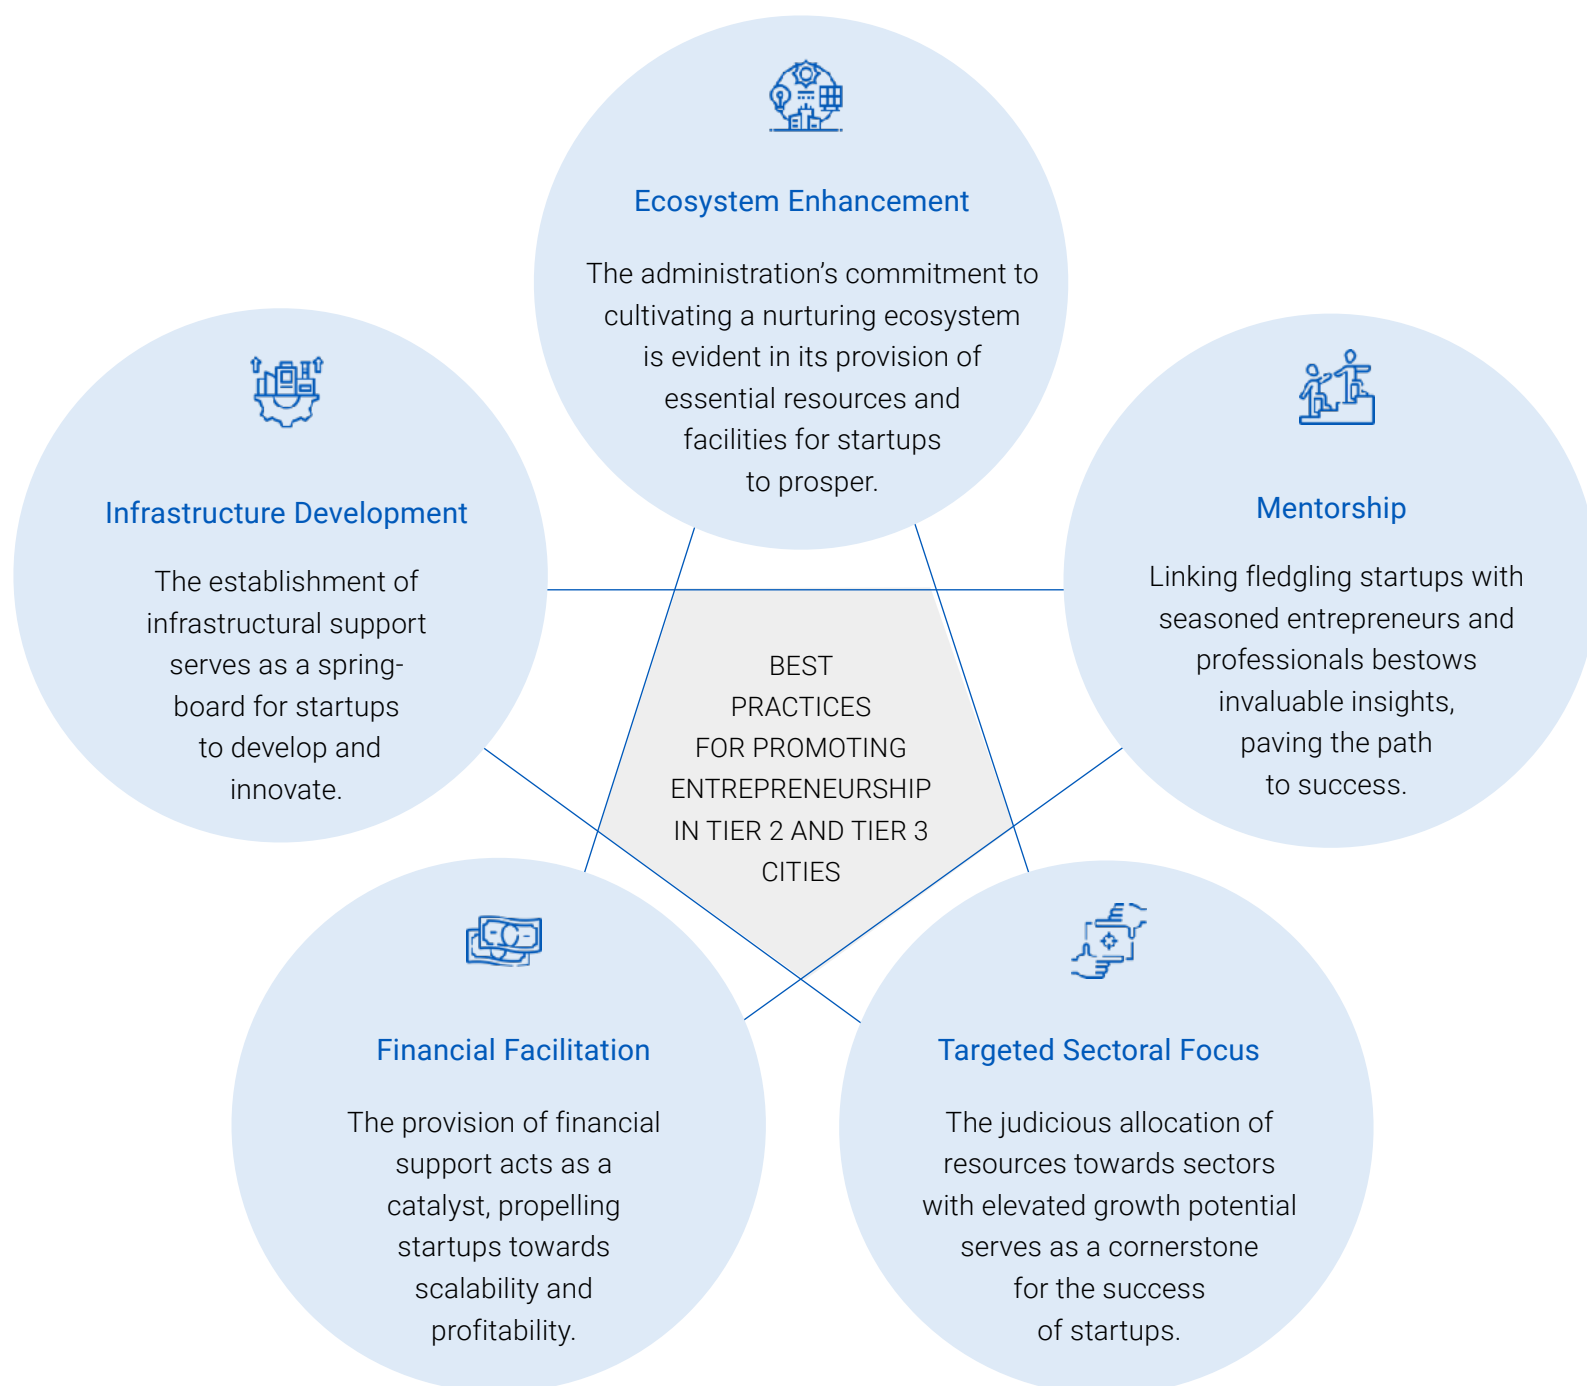 Ecosystem Enhancement
The administration’s commitment to
cultivating a nurturing ecosystem
is evident in its provision of
essential resources and
facilities for startups
to prosper.
Infrastructure Development
The establishment of
infrastructural support
serves as a spring-
board for startups
to develop and
innovate.
Mentorship
Linking fledgling startups with
seasoned entrepreneurs and
professionals bestows
invaluable insights,
paving the path
to success.
BEST
PRACTICES
FOR PROMOTING
ENTREPRENEURSHIP
IN TIER 2 AND TIER 3
CITIES
Financial Facilitation
The provision of financial
support acts as a
catalyst, propelling
startups towards
scalability and
profitability.
Targeted Sectoral Focus
The judicious allocation of
resources towards sectors
with elevated growth potential
serves as a cornerstone
for the success
of startups.